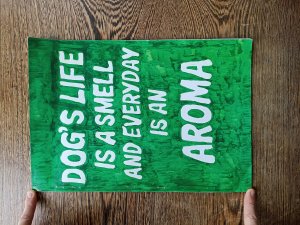 DOG'S LIFE
IS A SMELL
AND EVERYDAY
IS AN
AROMA